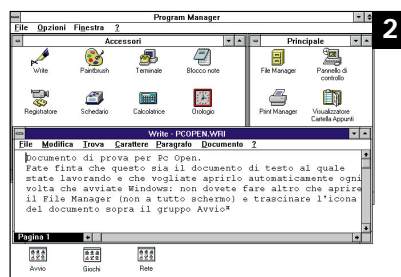 2
Program Manager
File Opzioni Finestra ?
Accessori
Principale
Write Paintbrush Terminale Blocco note
File Manager Pannello di controllo
Registratore Schedario Calcolatrice Orologio
Print Manager Visualizzatore Cartella Appunti
Write - PCOPEN.WRI
File Modifica Trova Carattere Paragrafo Documento ?
Documento di prova per Pc Open.
Fate finta che questo sia il documento di testo al quale
state lavorando e che vogliate aprirlo automaticamente ogni
volta che avviate Windows: non dovete fare altro che aprire
il File Manager (non a tutto schermo) e trascinare l'icona
del documento sopra il gruppo Avvio¤
Pagina 1
Avvio Giochi Rete